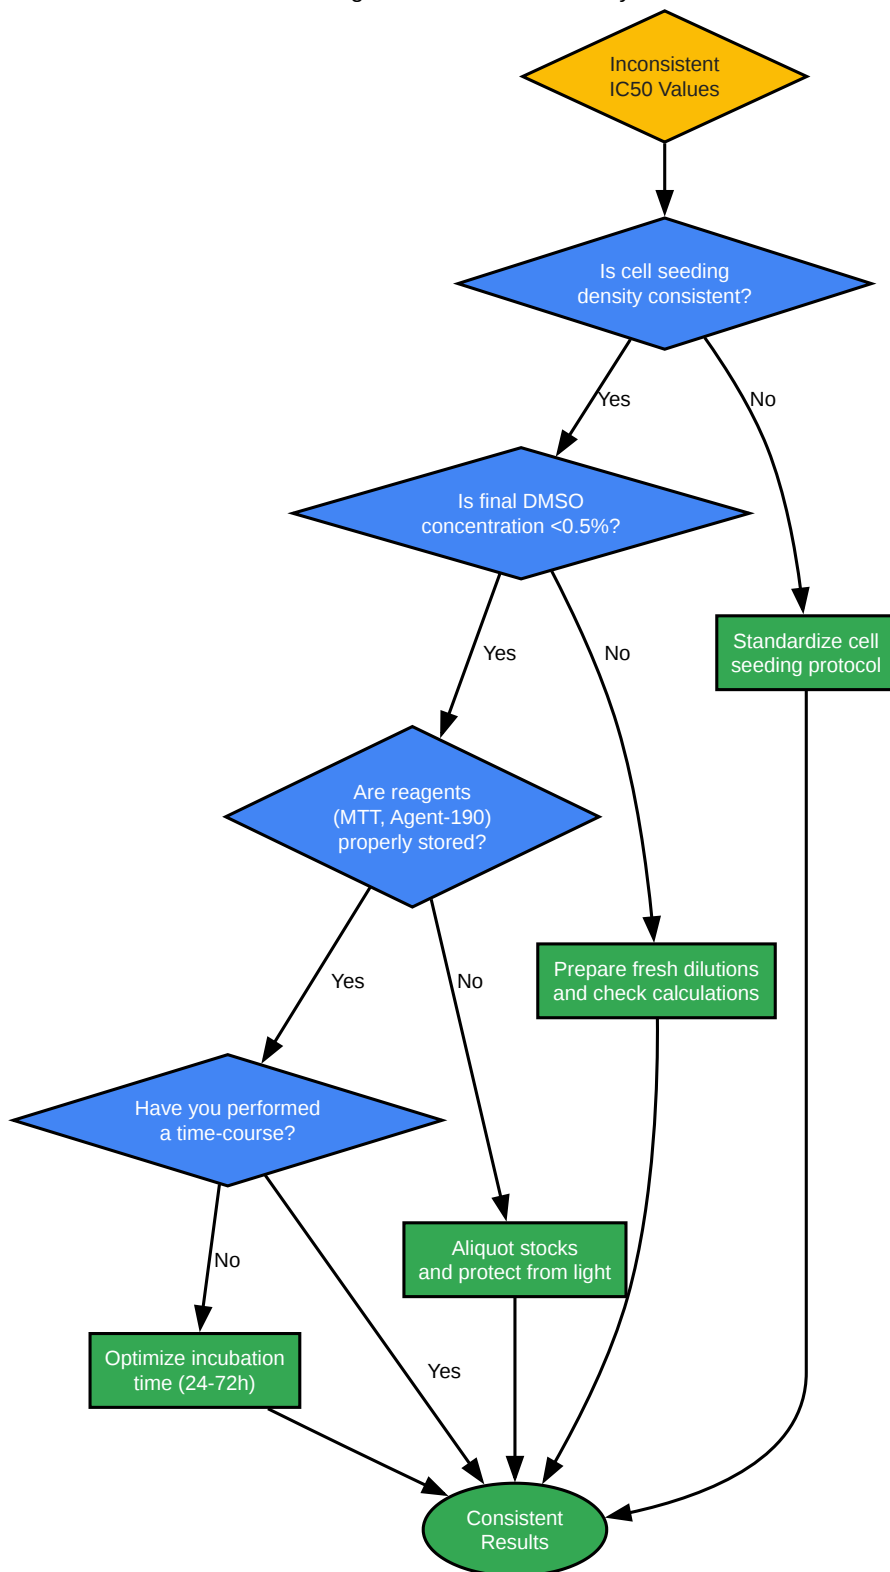 Inconsistent
IC50 Values
Is cell seeding
density consistent?
Yes
No
Is final DMSO
concentration <0.5%?
Yes
No
Standardize cell
seeding protocol
Are reagents
(MTT, Agent-190)
properly stored?
Yes
No
Prepare fresh dilutions
and check calculations
Have you performed
a time-course?
No
Yes
Aliquot stocks
and protect from light
Optimize incubation
time (24-72h)
Consistent
Results